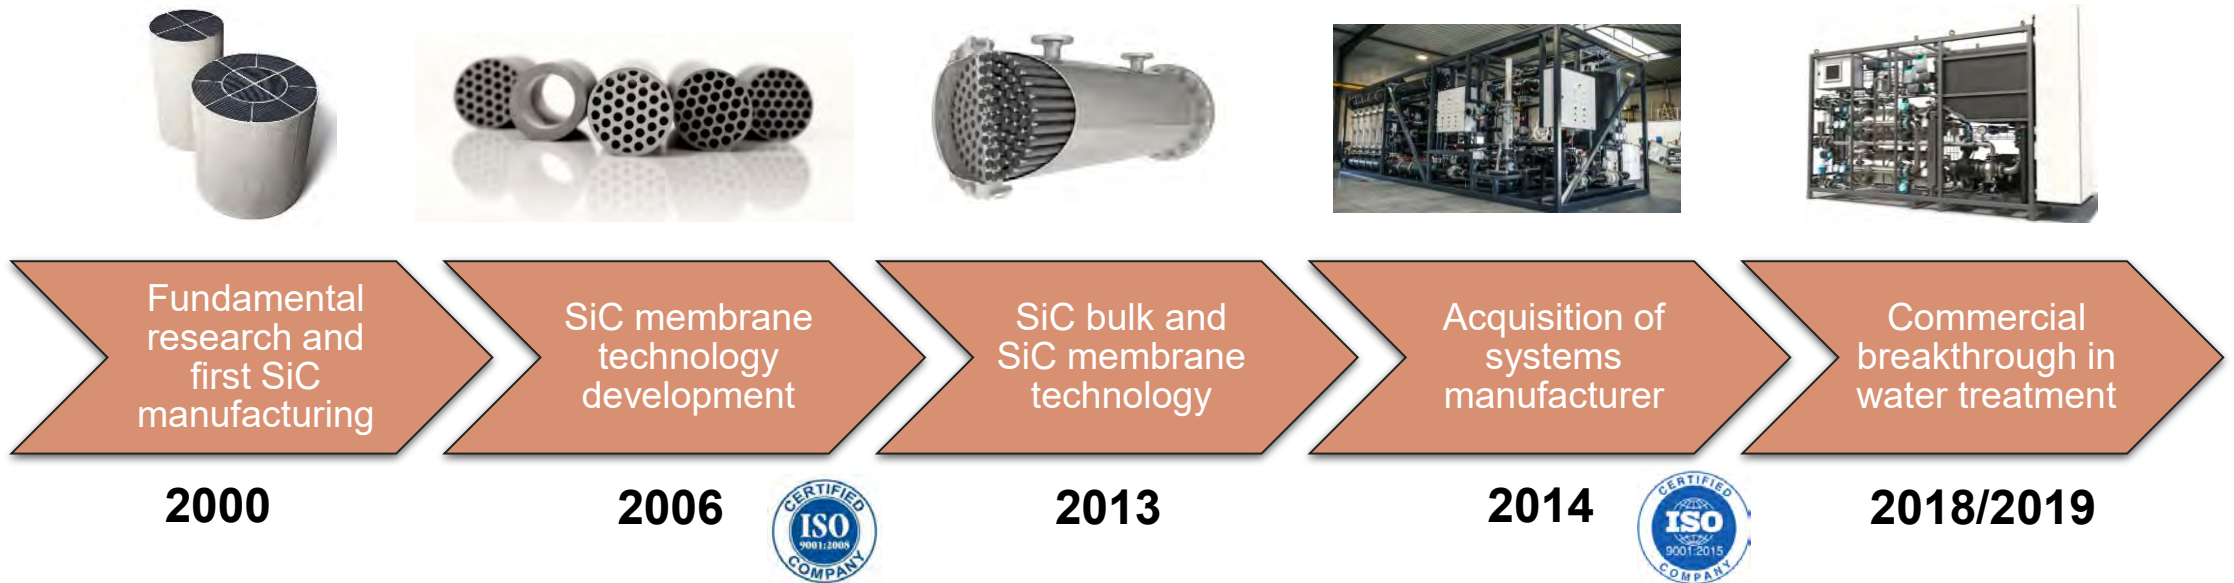 Fundamental
research and
first SiC
manufacturing
SiC membrane
technology
development
SiC bulk and
SiC membrane
technology
Acquisition of
systems
manufacturer
Commercial
breakthrough in
water treatment
2000
2006
CERTIFIED
ISO
9001:2008
COMPANY
2013
2014
CERTIFIED
ISO
9001:2015
COMPANY
2018/2019